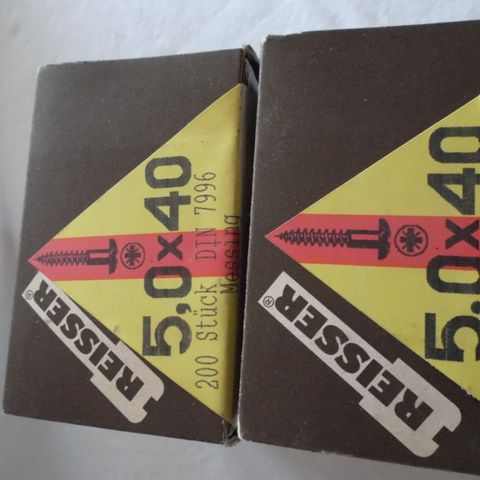 5,0x40
200 Stück DIN 7996
Messing
REISSER®
5,0x40
REISSER®